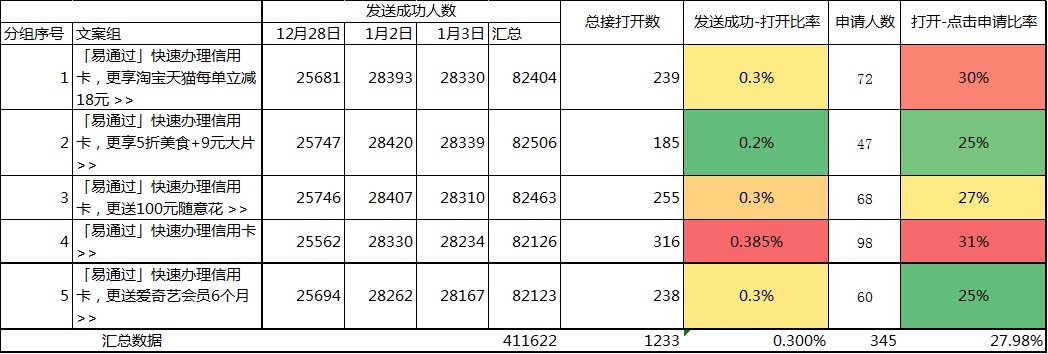 发送成功人数
总接打开数 发送成功-打开比率 申请人数 打开-点击申请比率
分组序号 文案组 12月28日 1月2日 1月3日 汇总
「易通过」快速办理信用
1 卡，更享淘宝天猫每单立减 25681 28393 28330 82404 239 0.3% 72 30%
18元 >>
「易通过」快速办理信用
2 卡，更享5折美食+9元大片 25747 28420 28339 82506 185 0.2% 47 25%
>>
「易通过」快速办理信用
3 25746 28407 28310 82463 255 0.3% 68 27%
卡，更送100元随意花 >>
「易通过」快速办理信用卡
4 25562 28330 28234 82126 316 0.385% 98 31%
>>
「易通过」快速办理信用
5 卡，更送爱奇艺会员6个月 25694 28262 28167 82123 238 0.3% 60 25%
>>
汇总数据 411622 1233 0.300% 345 27.98%